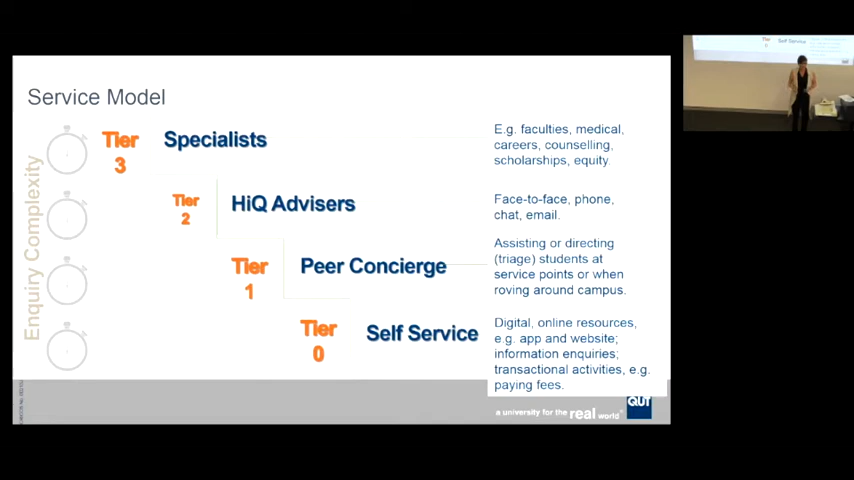 Service Model
Enquiry Complexity
Tier
3
Specialists
E.g. faculties, medical,
careers, counselling,
scholarships, equity.
Tier
2
HiQ Advisers
Face-to-face, phone,
chat, email.
Tier
1
Peer Concierge
Assisting or directing
(triage) students at
service points or when
roving around campus.
Tier
0
Self Service
Digital, online resources,
e.g. app and website;
information enquiries;
transactional activities, e.g.
paying fees.
a university for the real world
QUT
Tier
Self Service